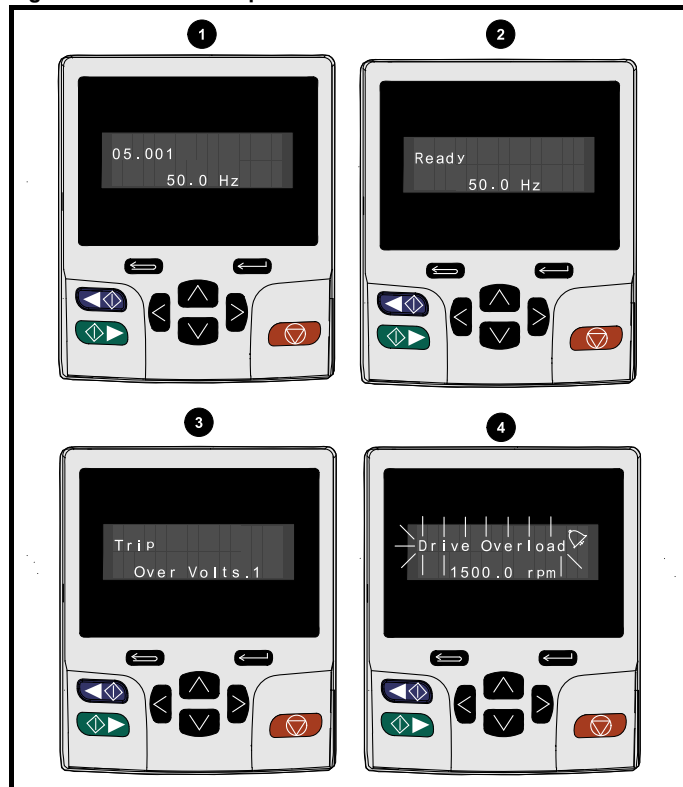 1
2
05.001
50.0 Hz
Ready
50.0 Hz
3
4
Trip
Over Volts.1
Drive Overload
1500.0 rpm